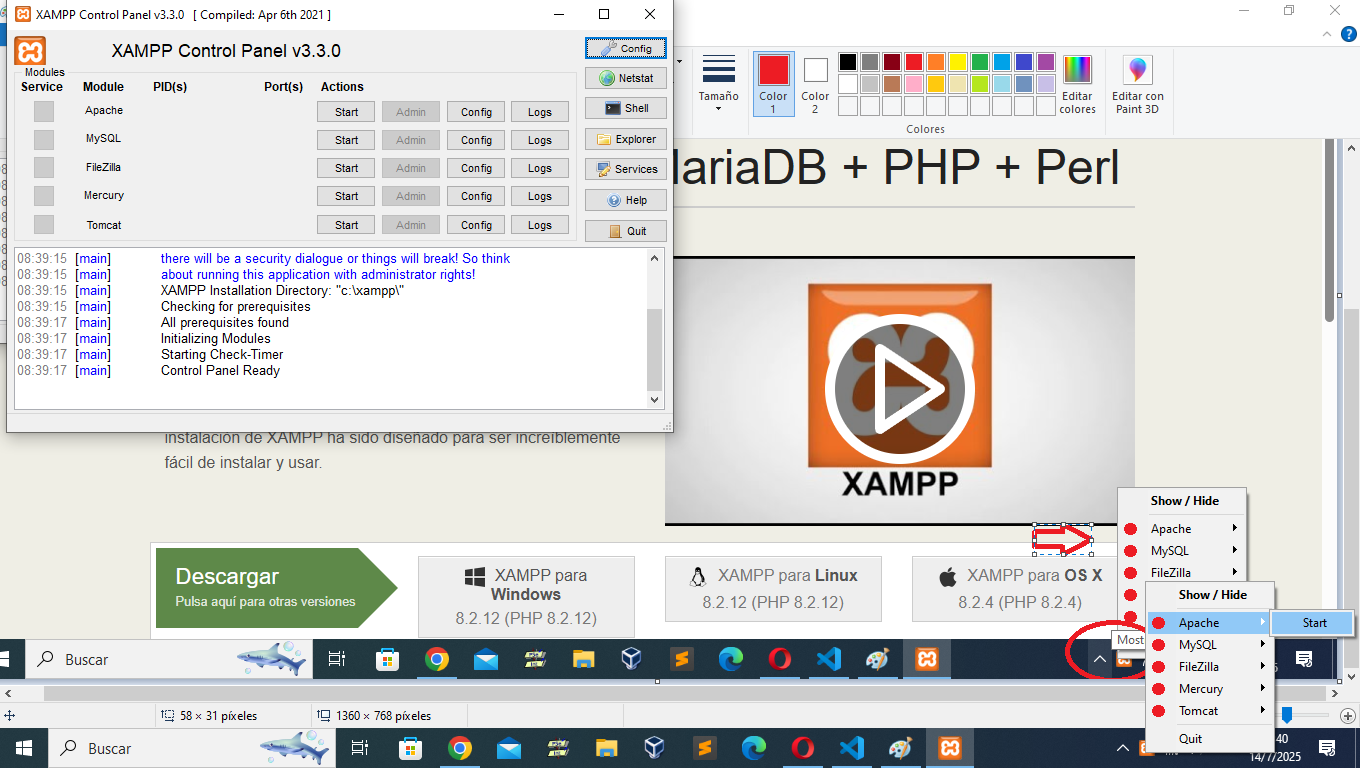 XAMPP Control Panel v3.3.0 [ Compiled: Apr 6th 2021 ]
XAMPP Control Panel v3.3.0
Config
Netstat
Shell
Explorer
Services
Help
Quit
Modules
Service Module PID(s) Port(s) Actions
Apache Start Admin Config Logs
MySQL Start Admin Config Logs
FileZilla Start Admin Config Logs
Mercury Start Admin Config Logs
Tomcat Start Admin Config Logs
08:39:15 [main] there will be a security dialogue or things will break! So think
08:39:15 [main] about running this application with administrator rights!
08:39:15 [main] XAMPP Installation Directory: "c:\xampp\"
08:39:15 [main] Checking for prerequisites
08:39:17 [main] All prerequisites found
08:39:17 [main] Initializing Modules
08:39:17 [main] Starting Check-Timer
08:39:17 [main] Control Panel Ready
Tamaño
Color 1
Color 2
Editar colores
Editar con Paint 3D
Colores
MariaDB + PHP + Perl
instalación de XAMPP ha sido diseñado para ser increíblemente
fácil de instalar y usar.
XAMPP
Descargar
Pulsa aquí para otras versiones
XAMPP para
Windows
8.2.12 (PHP 8.2.12)
XAMPP para Linux
8.2.12 (PHP 8.2.12)
XAMPP para OS X
8.2.4 (PHP 8.2.4)
Show / Hide
Apache
MySQL
FileZilla
Show / Hide
Apache
Start
MySQL
FileZilla
Mercury
Tomcat
Quit
Most
Buscar
58 × 31 píxeles
1360 × 768 píxeles
Buscar
40
14/7/2025